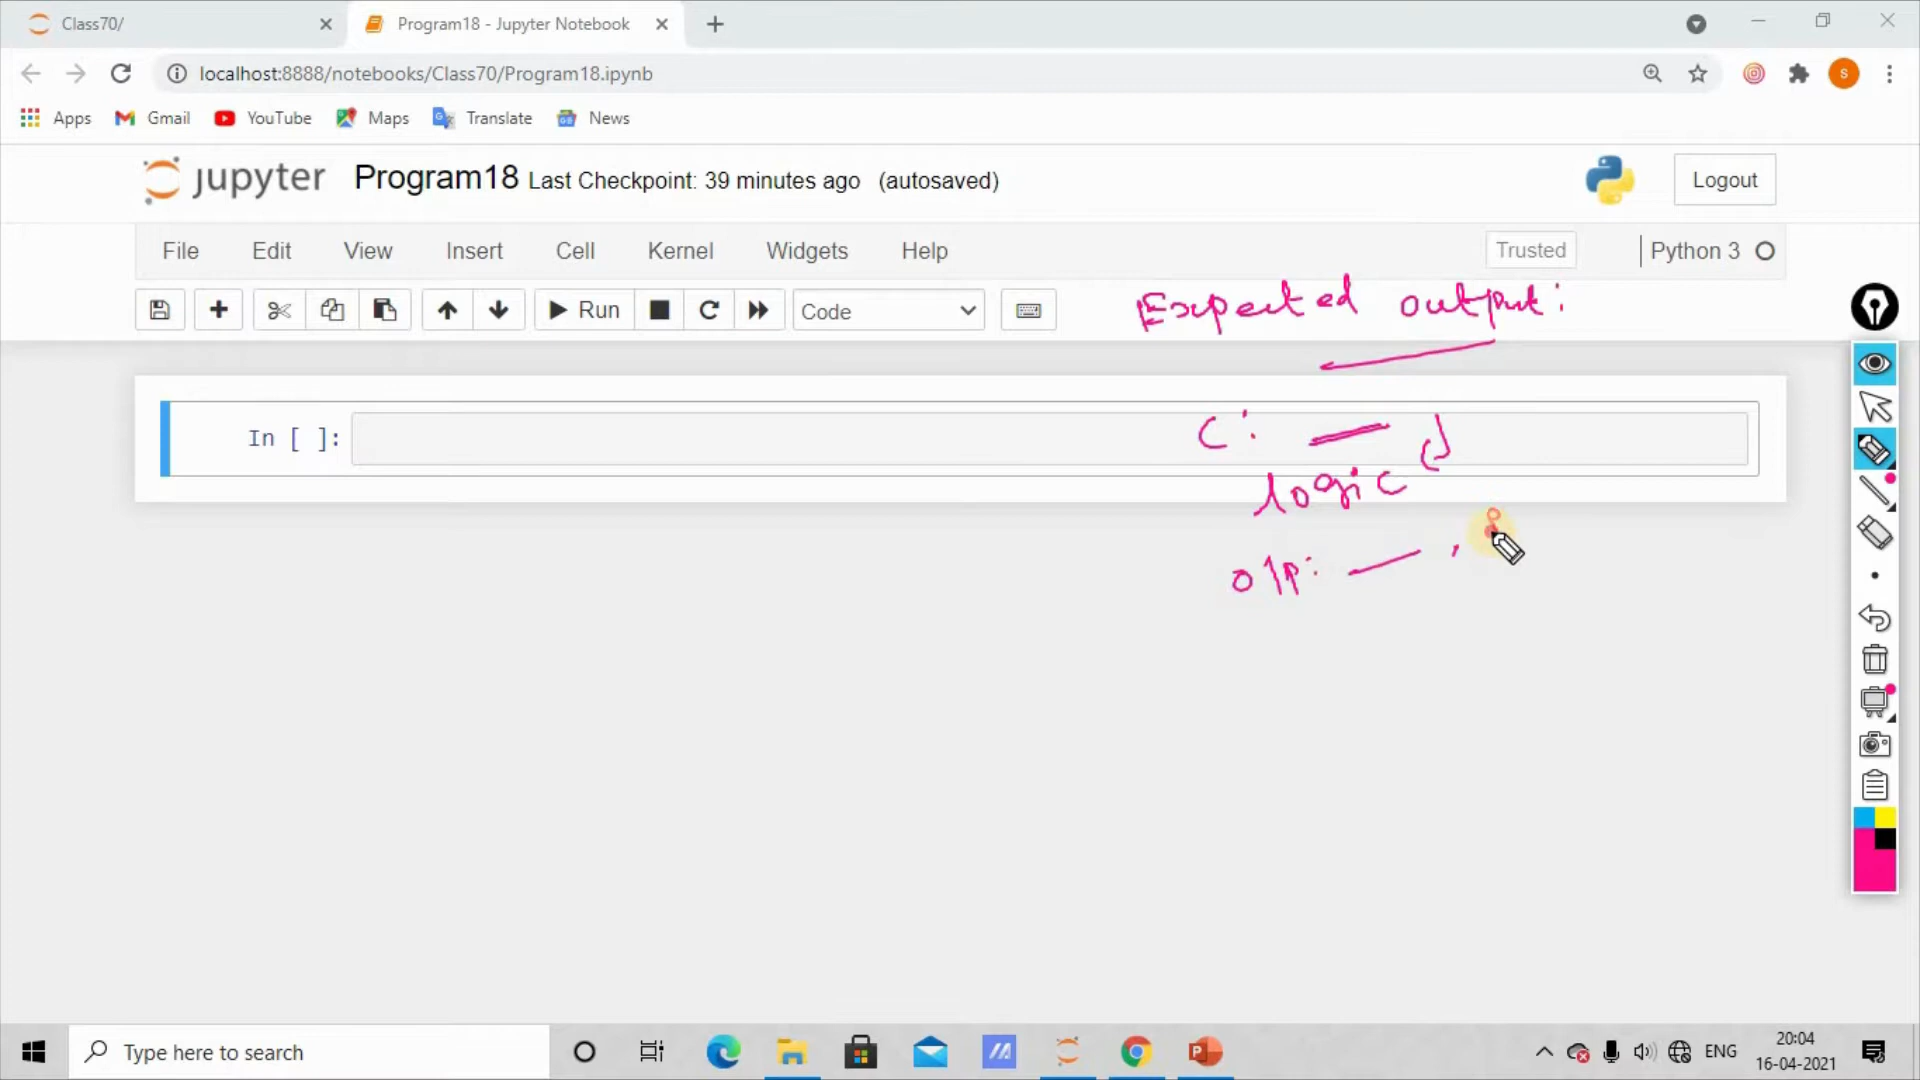 Class70/
Program18 - Jupyter Notebook
localhost:8888/notebooks/Class70/Program18.ipynb
S
Apps Gmail YouTube Maps Translate News
jupyter Program18 Last Checkpoint: 39 minutes ago (autosaved)
Logout
File Edit View Insert Cell Kernel Widgets Help
Trusted Python 3
Run Code
Expected output:
In [ ]:
C:
logic
o/p:
Type here to search
ENG
20:04
16-04-2021